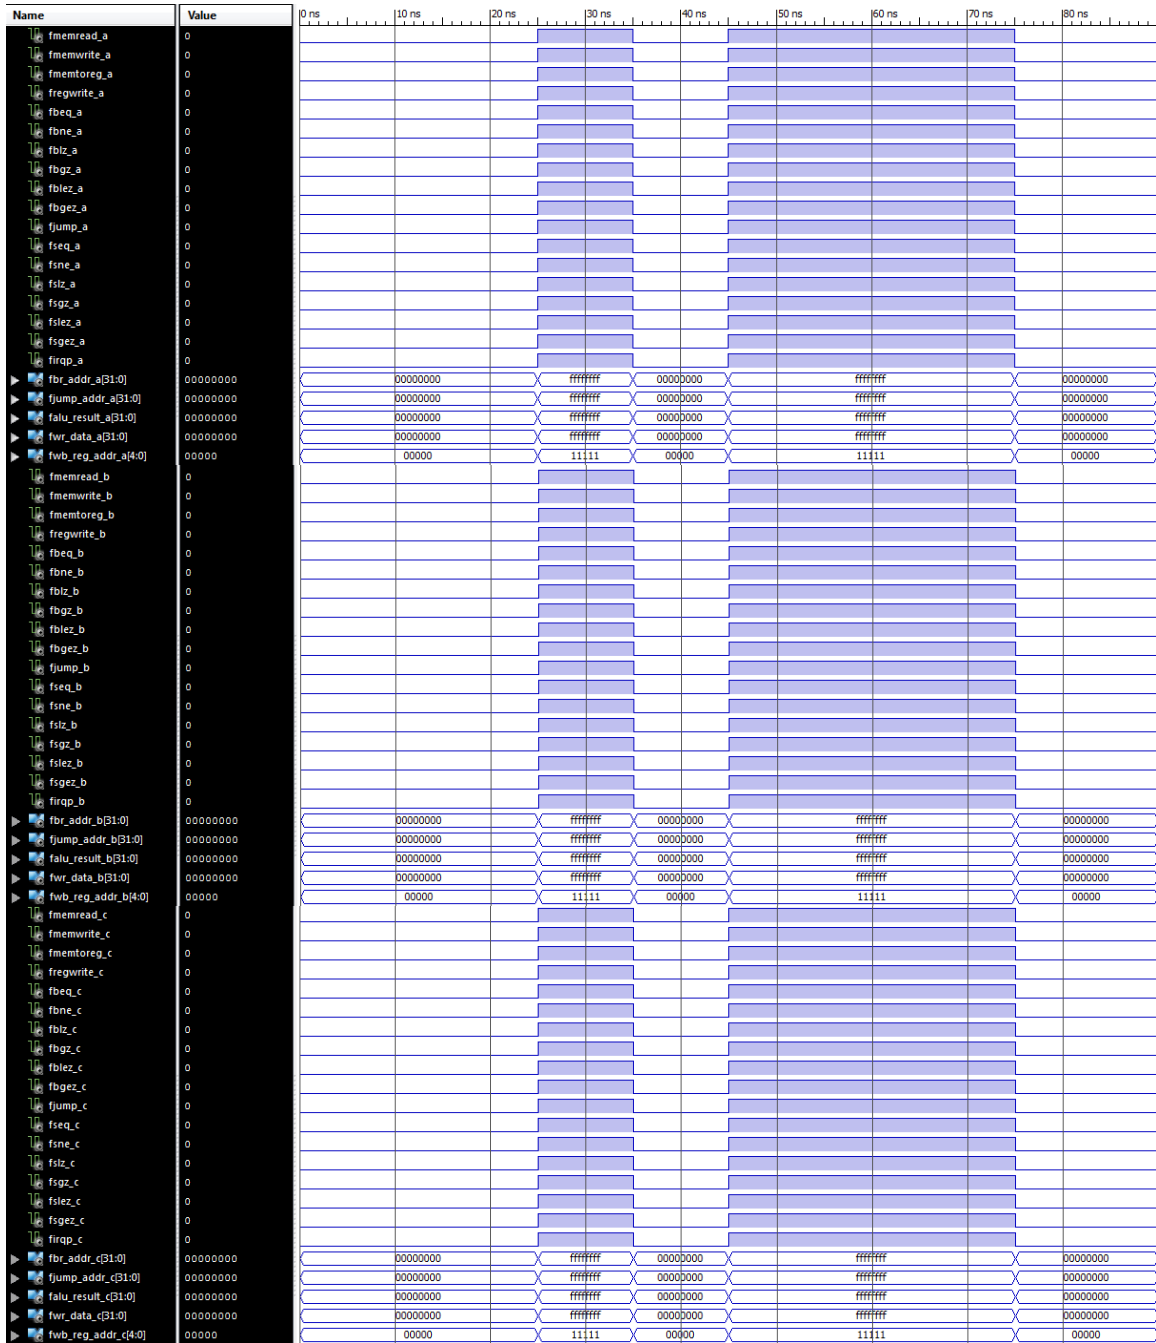 Name Value 0 ns 10 ns 20 ns 30 ns 40 ns 50 ns 60 ns 70 ns 80 ns
fmemread_a 0
fmemwrite_a 0
fmemtoreg_a 0
fregwrite_a 0
fbeq_a 0
fbne_a 0
fblz_a 0
fbgz_a 0
fblez_a 0
fbgez_a 0
fjump_a 0
fseq_a 0
fsne_a 0
fslz_a 0
fsgz_a 0
fslez_a 0
fsgez_a 0
firqp_a 0
fbr_addr_a[31:0] 00000000 00000000 ffffffff 00000000 ffffffff 00000000
fjump_addr_a[31:0] 00000000 00000000 ffffffff 00000000 ffffffff 00000000
falu_result_a[31:0] 00000000 00000000 ffffffff 00000000 ffffffff 00000000
fwr_data_a[31:0] 00000000 00000000 ffffffff 00000000 ffffffff 00000000
fwb_reg_addr_a[4:0] 00000 00000 11111 00000 11111 00000
fmemread_b 0
fmemwrite_b 0
fmemtoreg_b 0
fregwrite_b 0
fbeq_b 0
fbne_b 0
fblz_b 0
fbgz_b 0
fblez_b 0
fbgez_b 0
fjump_b 0
fseq_b 0
fsne_b 0
fslz_b 0
fsgz_b 0
fslez_b 0
fsgez_b 0
firqp_b 0
fbr_addr_b[31:0] 00000000 00000000 ffffffff 00000000 ffffffff 00000000
fjump_addr_b[31:0] 00000000 00000000 ffffffff 00000000 ffffffff 00000000
falu_result_b[31:0] 00000000 00000000 ffffffff 00000000 ffffffff 00000000
fwr_data_b[31:0] 00000000 00000000 ffffffff 00000000 ffffffff 00000000
fwb_reg_addr_b[4:0] 00000 00000 11111 00000 11111 00000
fmemread_c 0
fmemwrite_c 0
fmemtoreg_c 0
fregwrite_c 0
fbeq_c 0
fbne_c 0
fblz_c 0
fbgz_c 0
fblez_c 0
fbgez_c 0
fjump_c 0
fseq_c 0
fsne_c 0
fslz_c 0
fsgz_c 0
fslez_c 0
fsgez_c 0
firqp_c 0
fbr_addr_c[31:0] 00000000 00000000 ffffffff 00000000 ffffffff 00000000
fjump_addr_c[31:0] 00000000 00000000 ffffffff 00000000 ffffffff 00000000
falu_result_c[31:0] 00000000 00000000 ffffffff 00000000 ffffffff 00000000
fwr_data_c[31:0] 00000000 00000000 ffffffff 00000000 ffffffff 00000000
fwb_reg_addr_c[4:0] 00000 00000 11111 00000 11111 00000